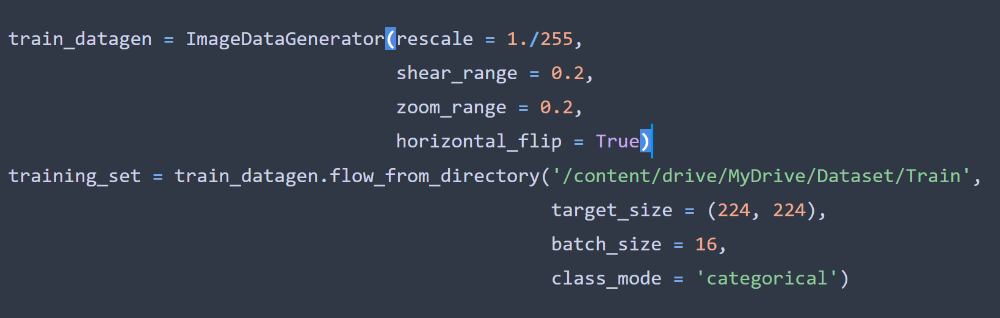 train_datagen = ImageDataGenerator(rescale = 1./255,
shear_range = 0.2,
zoom_range = 0.2,
horizontal_flip = True)
training_set = train_datagen.flow_from_directory('/content/drive/MyDrive/Dataset/Train',
target_size = (224, 224),
batch_size = 16,
class_mode = 'categorical')